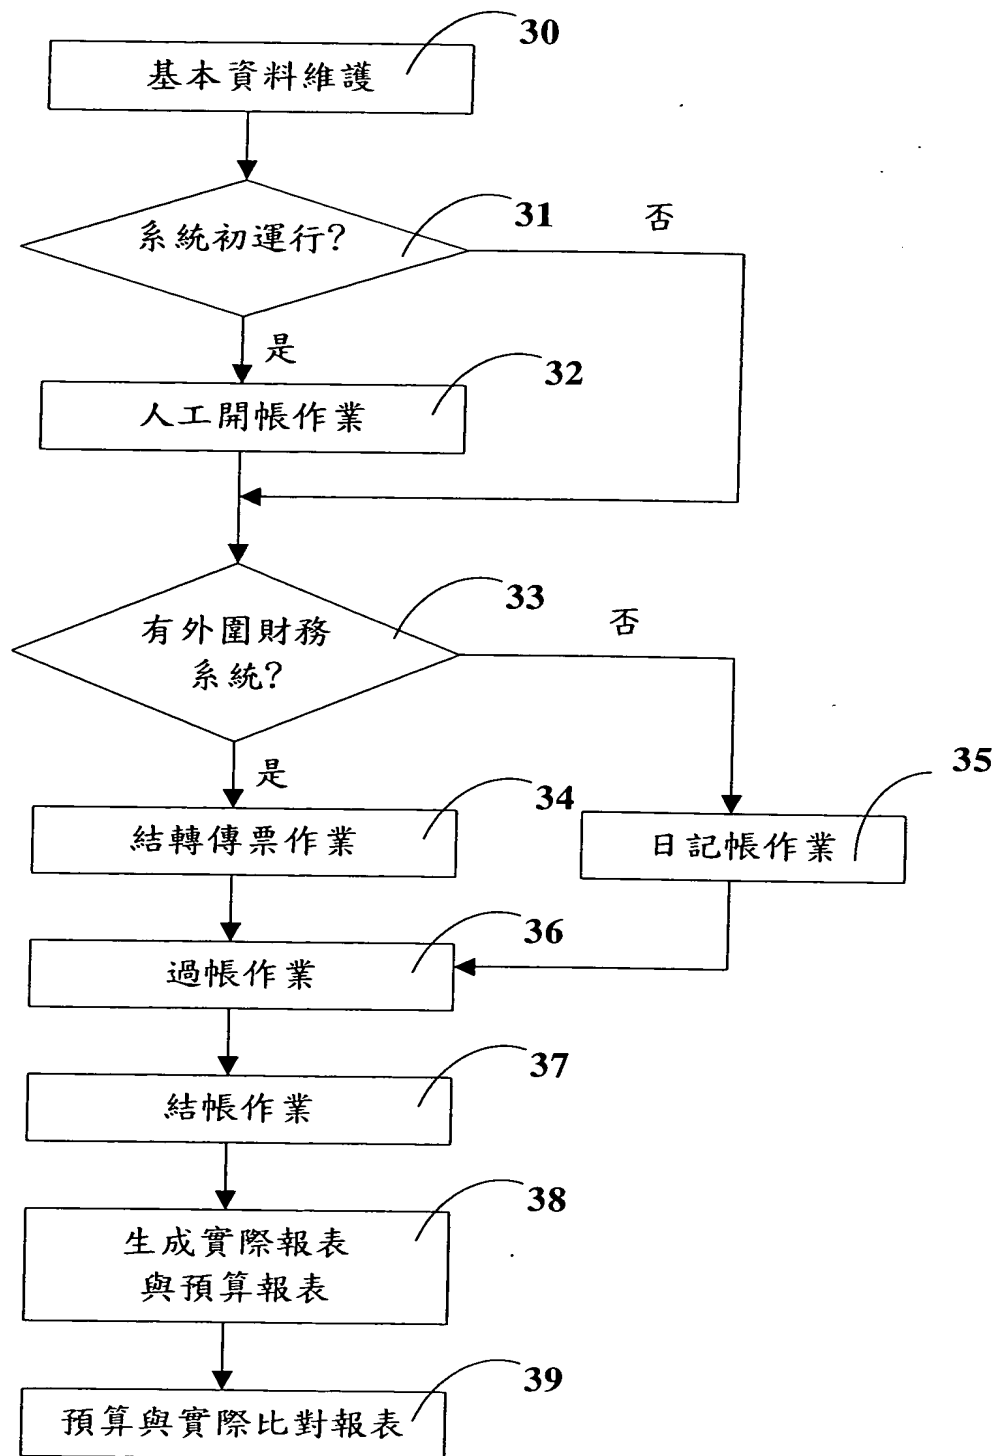 30
基本資料維護
31
否
系統初運行?
是
32
人工開帳作業
33
否
有外圍財務
系統?
是
34
35
結轉傳票作業
日記帳作業
36
過帳作業
37
結帳作業
38
生成實際報表
與預算報表
39
預算與實際比對報表